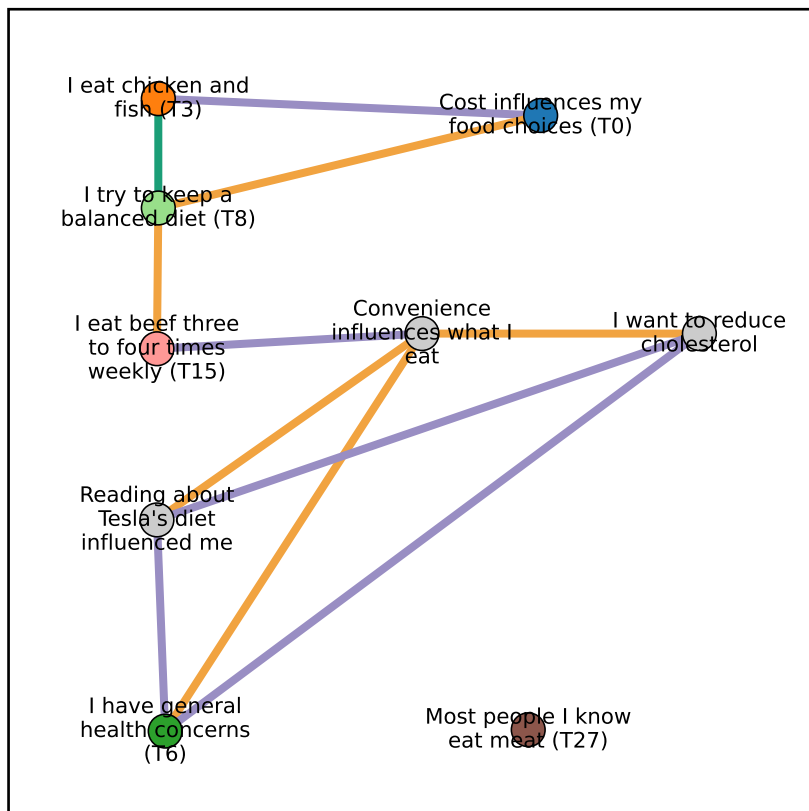 I eat chicken and
fish (T3)
Cost influences my
food choices (T0)
I try to keep a
balanced diet (T8)
I eat beef three
to four times
weekly (T15)
Convenience
influences what I
eat
I want to reduce
cholesterol
Reading about
Tesla's diet
influenced me
I have general
health concerns
(T6)
Most people I know
eat meat (T27)